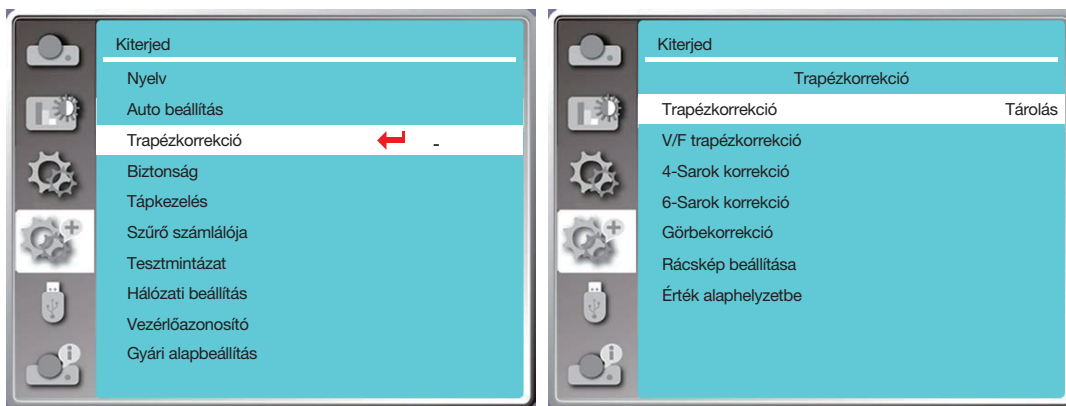 Kiterjed
Nyelv
Auto beállítás
Trapézkorrekció -
Biztonság
Tápkezelés
Szűrő számlálója
Tesztmintázat
Hálózati beállítás
Vezérlőazonosító
Gyári alapbeállítás
Kiterjed
Trapézkorrekció
Trapézkorrekció Tárolás
V/F trapézkorrekció
4-Sarok korrekció
6-Sarok korrekció
Görbekorrekció
Rácskép beállítása
Érték alaphelyzetbe